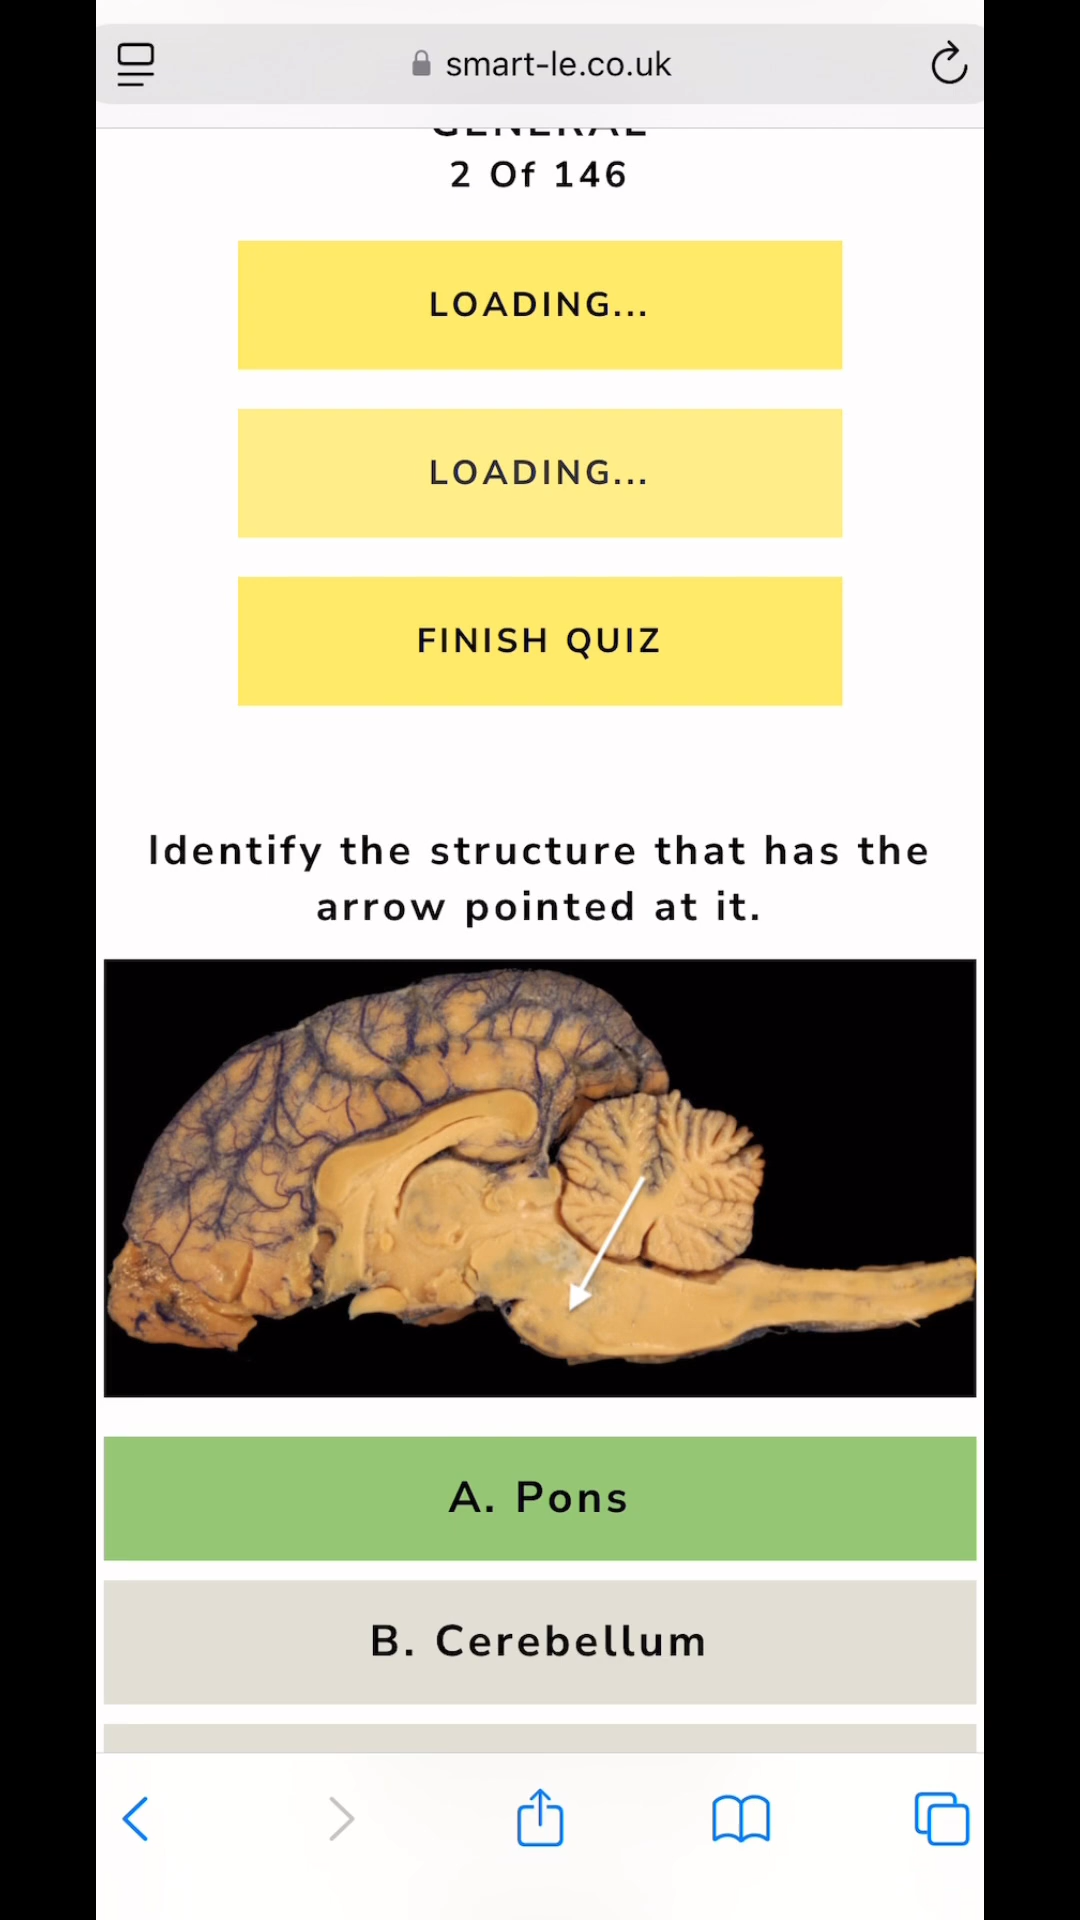 smart-le.co.uk
GENERAL
2 Of 146
LOADING...
LOADING...
FINISH QUIZ
Identify the structure that has the
arrow pointed at it.
A. Pons
B. Cerebellum